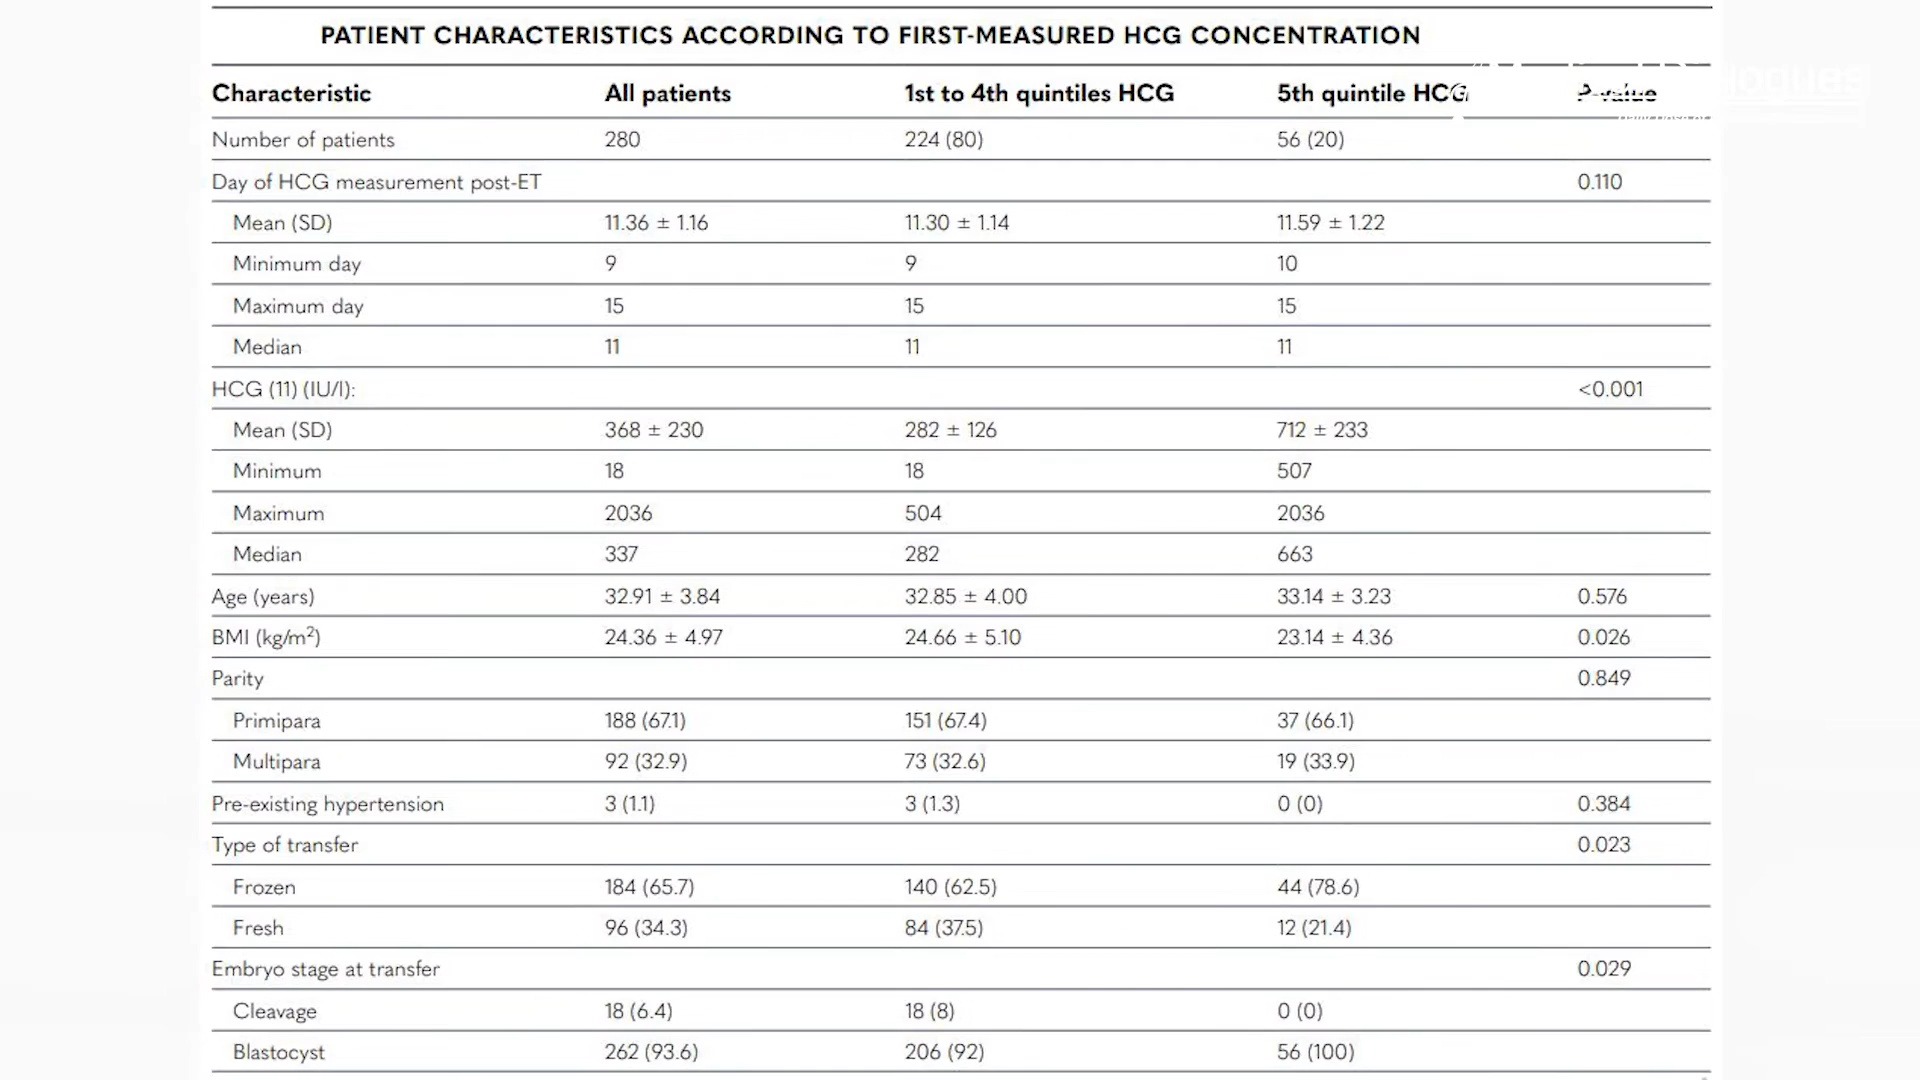 PATIENT CHARACTERISTICS ACCORDING TO FIRST-MEASURED HCG CONCENTRATION
Characteristic All patients 1st to 4th quintiles HCG 5th quintile HCG P-value
Number of patients 280 224 (80) 56 (20)
Day of HCG measurement post-ET 0.110
Mean (SD) 11.36 ± 1.16 11.30 ± 1.14 11.59 ± 1.22
Minimum day 9 9 10
Maximum day 15 15 15
Median 11 11 11
HCG (11) (IU/l): <0.001
Mean (SD) 368 ± 230 282 ± 126 712 ± 233
Minimum 18 18 507
Maximum 2036 504 2036
Median 337 282 663
Age (years) 32.91 ± 3.84 32.85 ± 4.00 33.14 ± 3.23 0.576
BMI (kg/m²) 24.36 ± 4.97 24.66 ± 5.10 23.14 ± 4.36 0.026
Parity 0.849
Primipara 188 (67.1) 151 (67.4) 37 (66.1)
Multipara 92 (32.9) 73 (32.6) 19 (33.9)
Pre-existing hypertension 3 (1.1) 3 (1.3) 0 (0) 0.384
Type of transfer 0.023
Frozen 184 (65.7) 140 (62.5) 44 (78.6)
Fresh 96 (34.3) 84 (37.5) 12 (21.4)
Embryo stage at transfer 0.029
Cleavage 18 (6.4) 18 (8) 0 (0)
Blastocyst 262 (93.6) 206 (92) 56 (100)